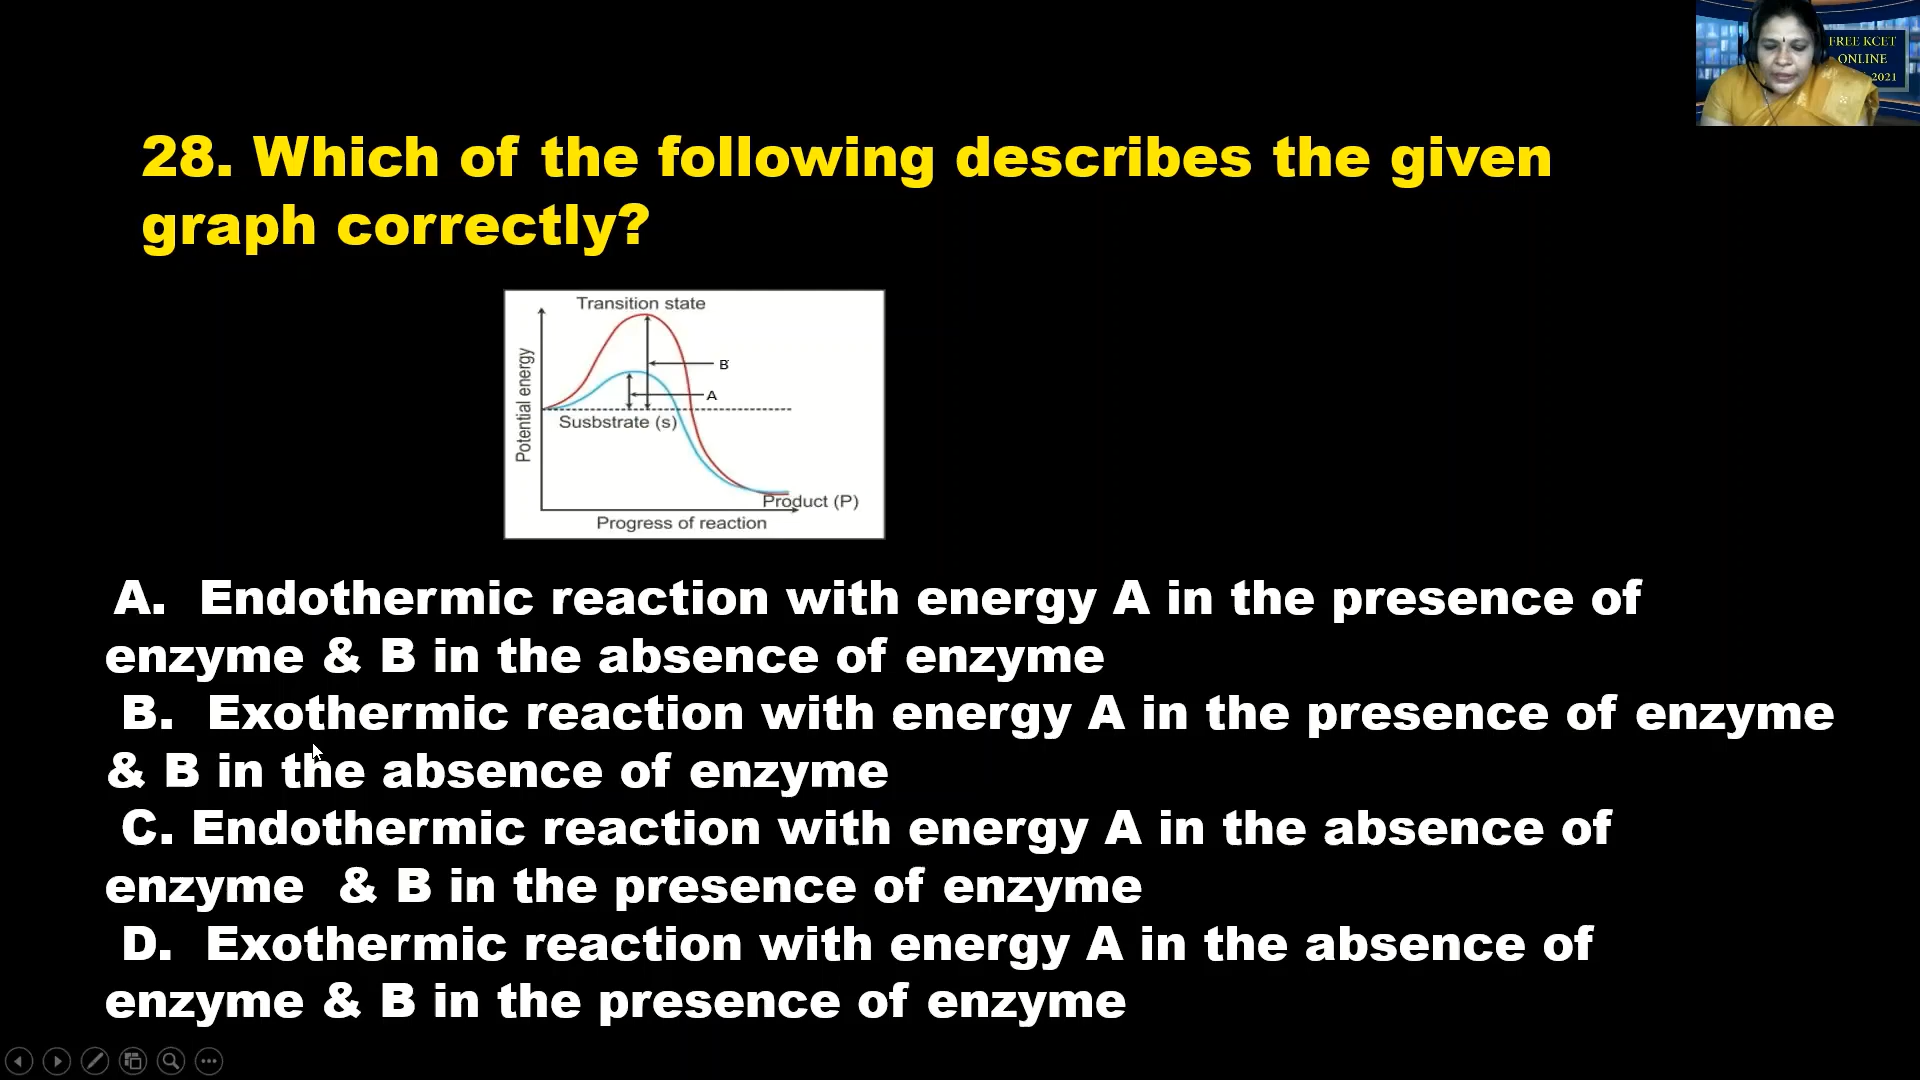 FREE KCET
ONLINE
2021
28. Which of the following describes the given
graph correctly?
Transition state
Potential energy
B
A
Susbstrate (s)
Product (P)
Progress of reaction
A. Endothermic reaction with energy A in the presence of
enzyme & B in the absence of enzyme
B. Exothermic reaction with energy A in the presence of enzyme
& B in the absence of enzyme
C. Endothermic reaction with energy A in the absence of
enzyme & B in the presence of enzyme
D. Exothermic reaction with energy A in the absence of
enzyme & B in the presence of enzyme